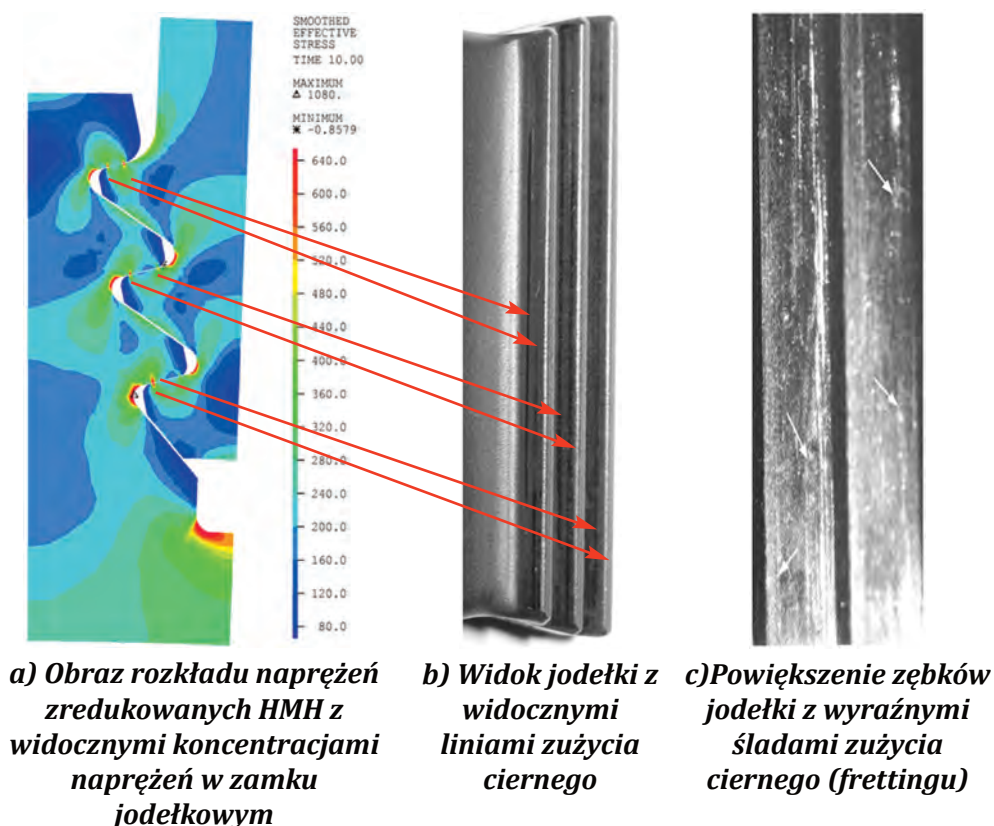 SMOOTHED
EFFECTIVE
STRESS
TIME 10.00
MAXIMUM
Δ 1080.
MINIMUM
✱ -0.8579
640.0
600.0
560.0
520.0
480.0
440.0
400.0
360.0
320.0
280.0
240.0
200.0
160.0
120.0
80.0
a) Obraz rozkładu naprężeń
zredukowanych HMH z
widocznymi koncentracjami
naprężeń w zamku
jodełkowym
b) Widok jodełki z
widocznymi
liniami zużycia
ciernego
c)Powiększenie zębków
jodełki z wyraźnymi
śladami zużycia
ciernego (frettingu)